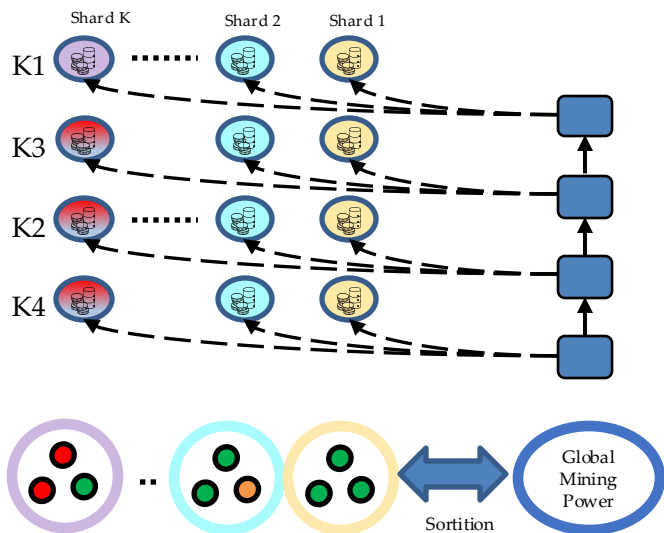 Shard K Shard 2 Shard 1
K1
K3
K2
K4
Global
Mining
Power
Sortition